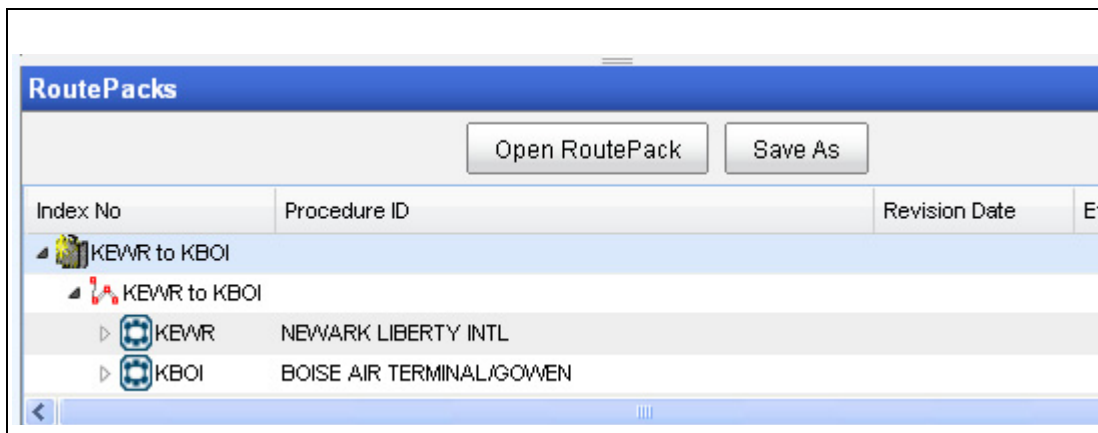 RoutePacks
Open RoutePack Save As
Index No Procedure ID Revision Date E
KEWR to KBOI
KEWR to KBOI
KEWR NEWARK LIBERTY INTL
KBOI BOISE AIR TERMINAL/GOWEN